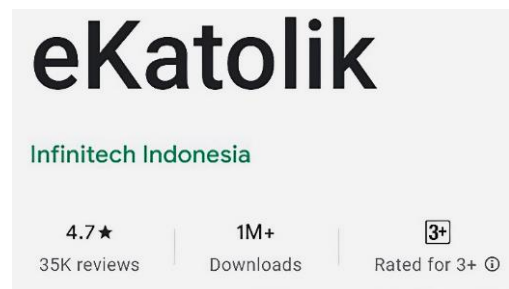 eKatolik
Infinitech Indonesia
4.7★ 1M+ 3+
35K reviews Downloads Rated for 3+ ⓘ